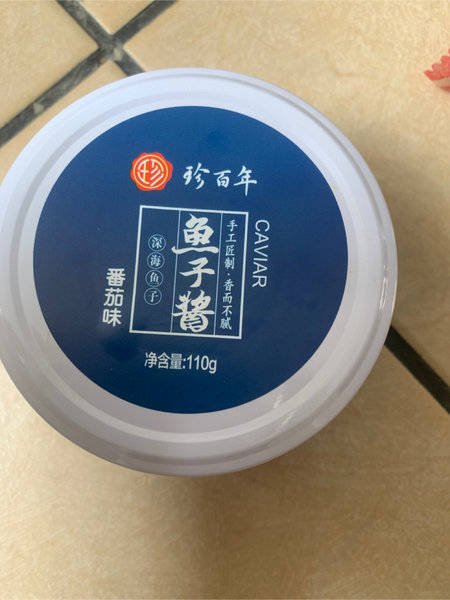 珍
珍百年
CAVIAR
手工匠制·香而不腻
鱼子酱
深海鱼子
番茄味
净含量:110g